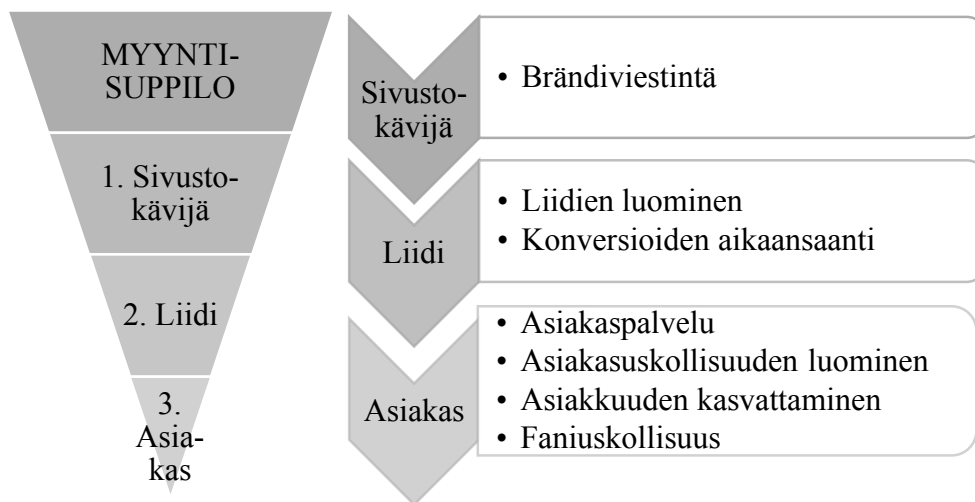 MYYNTI-
SUPPILO
1. Sivusto-
kävijä
2. Liidi
3.
Asia-
kas
Sivusto-
kävijä
• Brändiviestintä
Liidi
• Liidien luominen
• Konversioiden aikaansaanti
Asiakas
• Asiakaspalvelu
• Asiakasuskollisuuden luominen
• Asiakkuuden kasvattaminen
• Faniuskollisuus